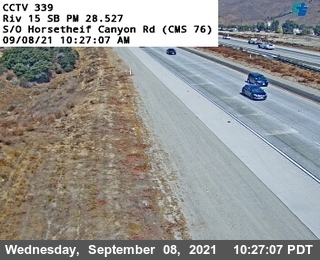 CCTV 339
Riv 15 SB PM 28.527
S/O Horsetheif Canyon Rd (CMS 76)
09/08/21 10:27:07 AM
Wednesday, September 08, 2021 10:27:07 PDT